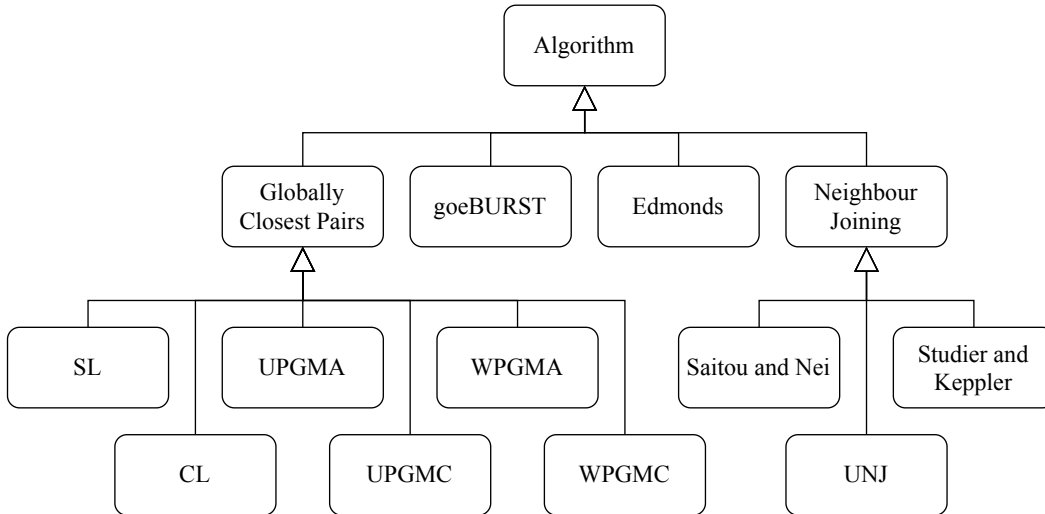 Algorithm
Globally
Closest Pairs
goeBURST
Edmonds
Neighbour
Joining
SL
UPGMA
WPGMA
Saitou and Nei
Studier and
Keppler
CL
UPGMC
WPGMC
UNJ